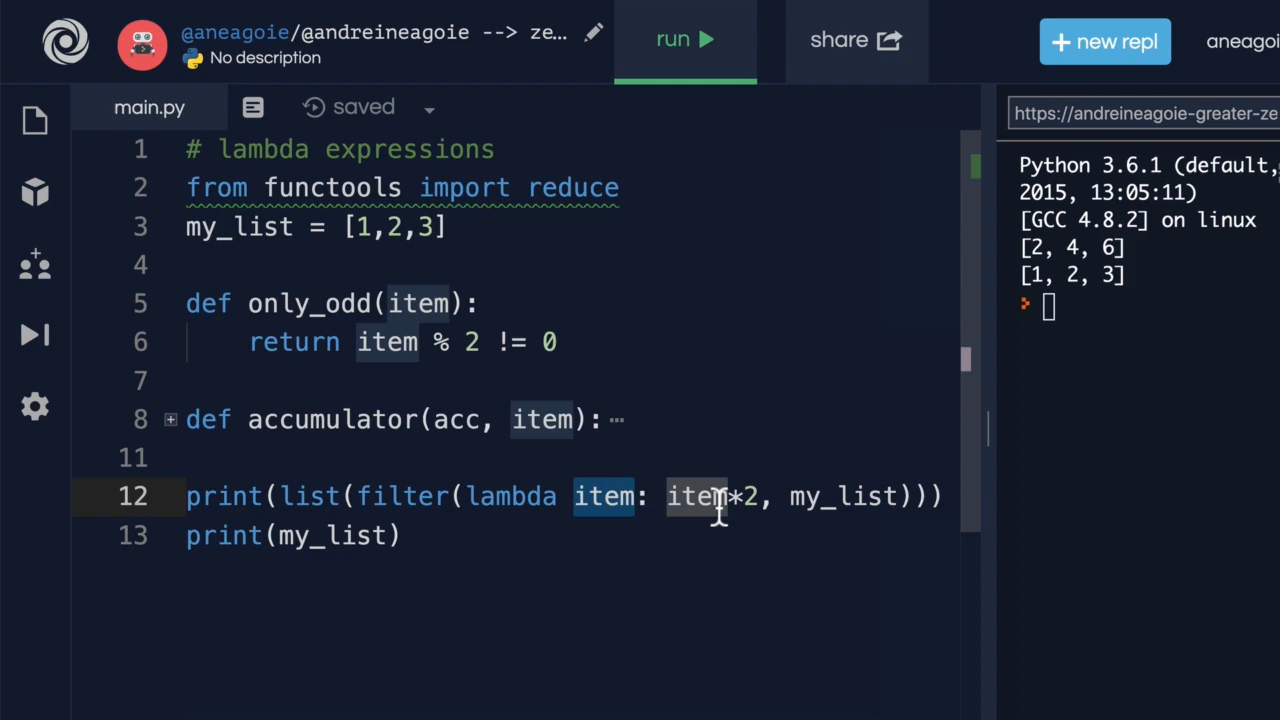 @aneagoie/@andreineagoie --> ze...
No description
run
share
+ new repl
aneagoi
main.py
saved
https://andreineagoie-greater-ze
1 # lambda expressions
2 from functools import reduce
3 my_list = [1,2,3]
4
5 def only_odd(item):
6 return item % 2 != 0
7
8 def accumulator(acc, item):…
11
12 print(list(filter(lambda item: item*2, my_list)))
13 print(my_list)
Python 3.6.1 (default,
2015, 13:05:11)
[GCC 4.8.2] on linux
[2, 4, 6]
[1, 2, 3]